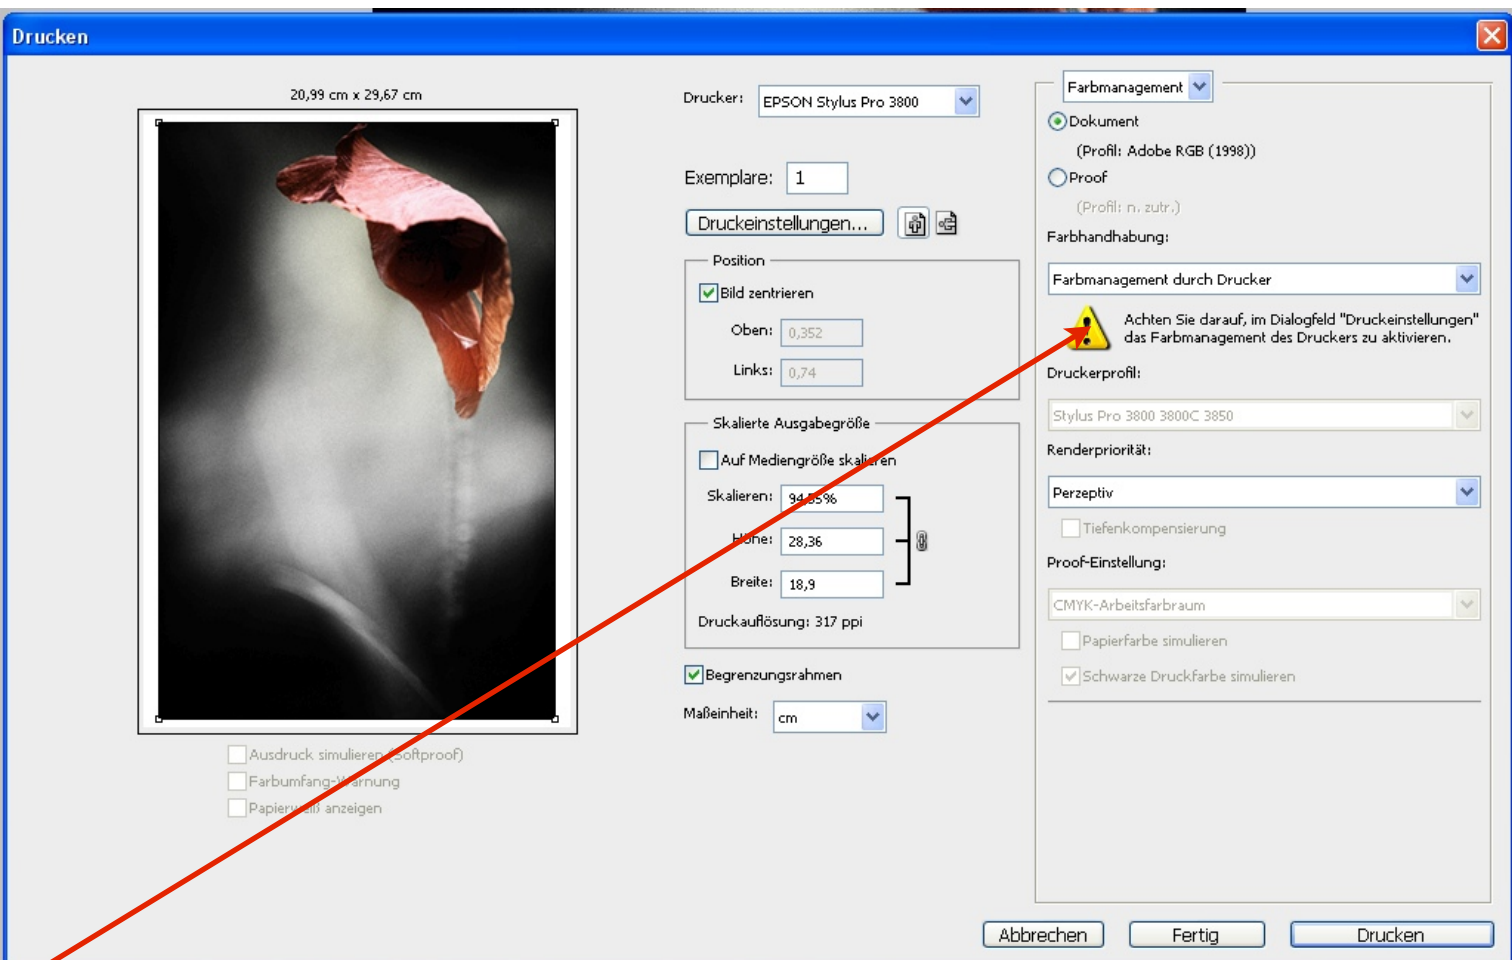 Drucken
20,99 cm x 29,67 cm
Ausdruck simulieren (Softproof)
Farbumfang-Warnung
Papierweiß anzeigen
Drucker: EPSON Stylus Pro 3800
Exemplare: 1
Druckeinstellungen...
Position
Bild zentrieren
Oben: 0,352
Links: 0,74
Skalierte Ausgabegröße
Auf Mediengröße skalieren
Skalieren: 94,55%
Höhe: 28,36
Breite: 18,9
Druckauflösung: 317 ppi
Begrenzungsrahmen
Maßeinheit: cm
Farbmanagement
Dokument
(Profil: Adobe RGB (1998))
Proof
(Profil: n. zutr.)
Farbhandhabung:
Farbmanagement durch Drucker
Achten Sie darauf, im Dialogfeld "Druckeinstellungen"
das Farbmanagement des Druckers zu aktivieren.
Druckerprofil:
Stylus Pro 3800 3800C 3850
Renderpriorität:
Perzeptiv
Tiefenkompensierung
Proof-Einstellung:
CMYK-Arbeitsfarbraum
Papierfarbe simulieren
Schwarze Druckfarbe simulieren
Abbrechen Fertig Drucken